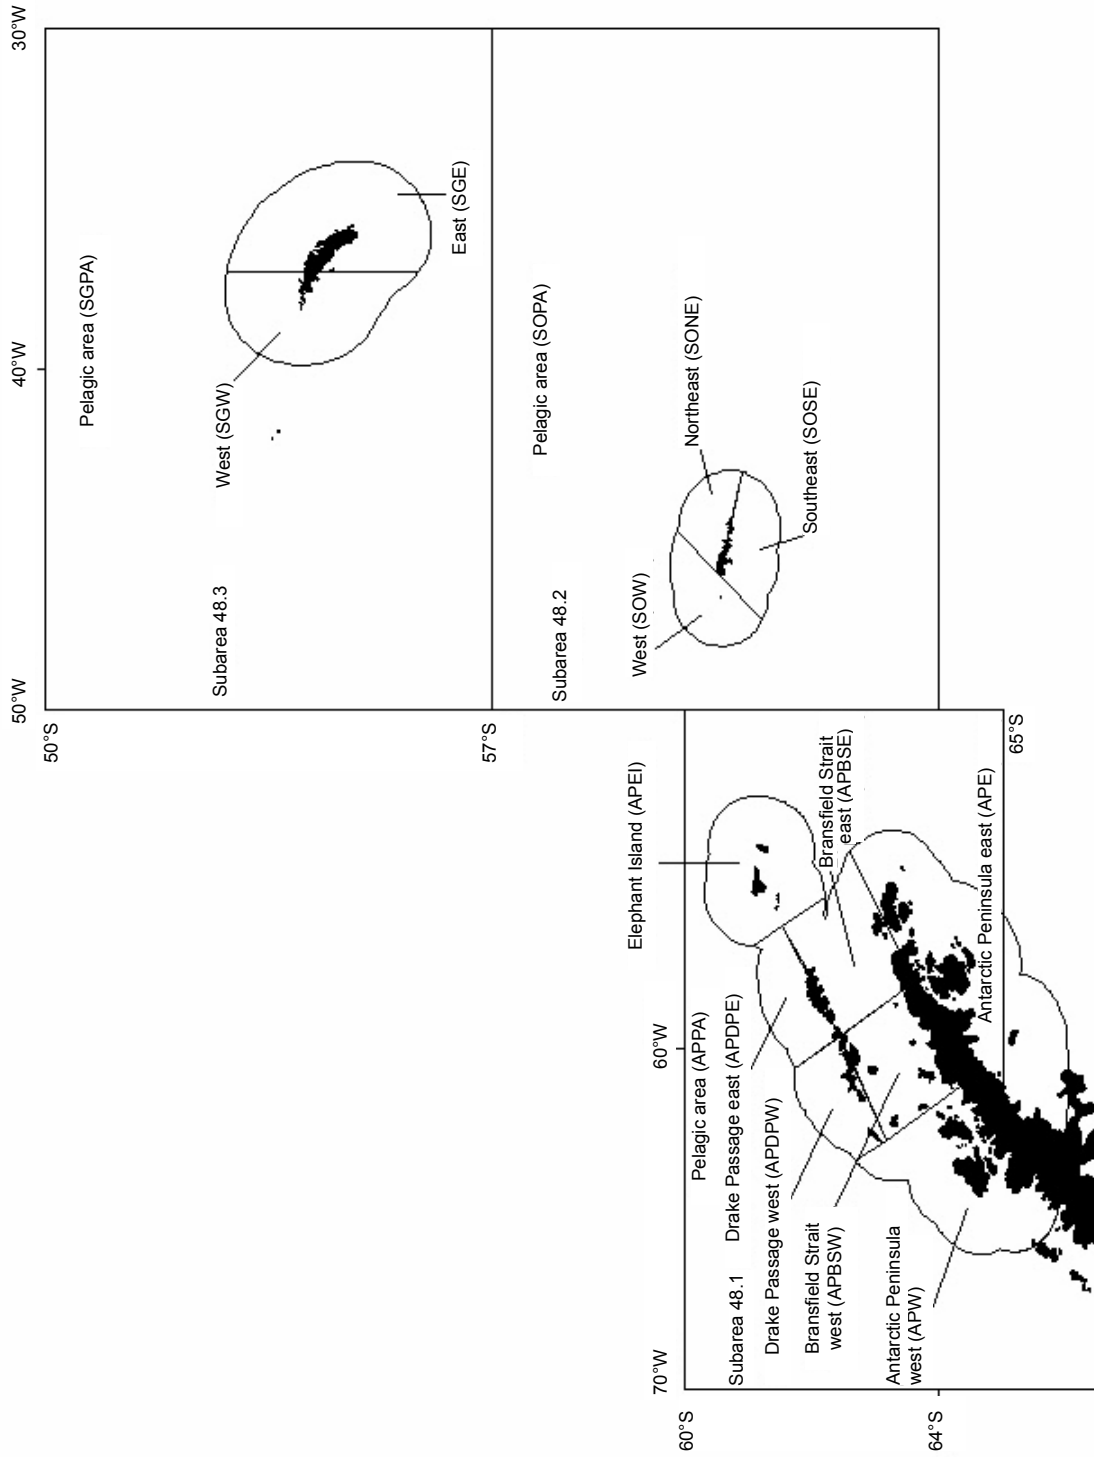 50°S
57°S
50°W
40°W
30°W
Subarea 48.3
West (SGW)
Pelagic area (SGPA)
East (SGE)
Subarea 48.2
Pelagic area (SOPA)
West (SOW)
Northeast (SONE)
Southeast (SOSE)
60°S
64°S
65°S
70°W
60°W
Elephant Island (APEI)
Pelagic area (APPA)
Drake Passage east (APDPE)
Subarea 48.1
Drake Passage west (APDPW)
Bransfield Strait
west (APBSW)
Bransfield Strait
east (APBSE)
Antarctic Peninsula
west (APW)
Antarctic Peninsula east (APE)